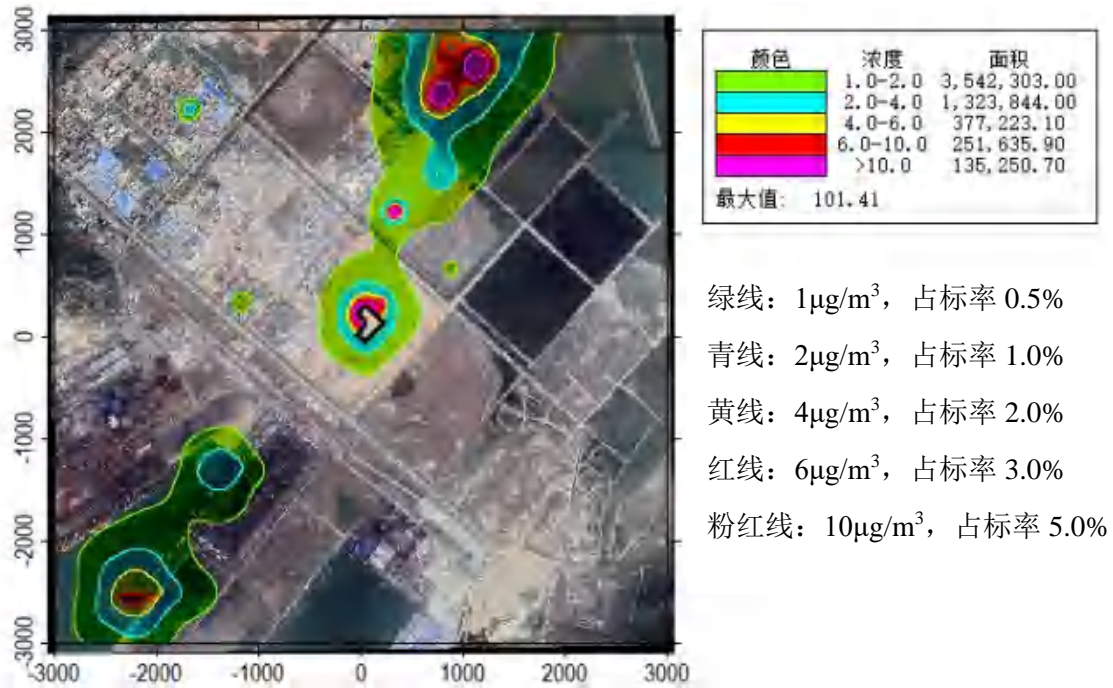 颜色 浓度 面积
1.0-2.0 3,542,303.00
2.0-4.0 1,323,844.00
4.0-6.0 377,223.10
6.0-10.0 251,635.90
>10.0 135,250.70
最大值: 101.41
绿线：1μg/m³，占标率 0.5%
青线：2μg/m³，占标率 1.0%
黄线：4μg/m³，占标率 2.0%
红线：6μg/m³，占标率 3.0%
粉红线：10μg/m³，占标率 5.0%
3000
2000
1000
0
-1000
-2000
-3000
-3000 -2000 -1000 0 1000 2000 3000